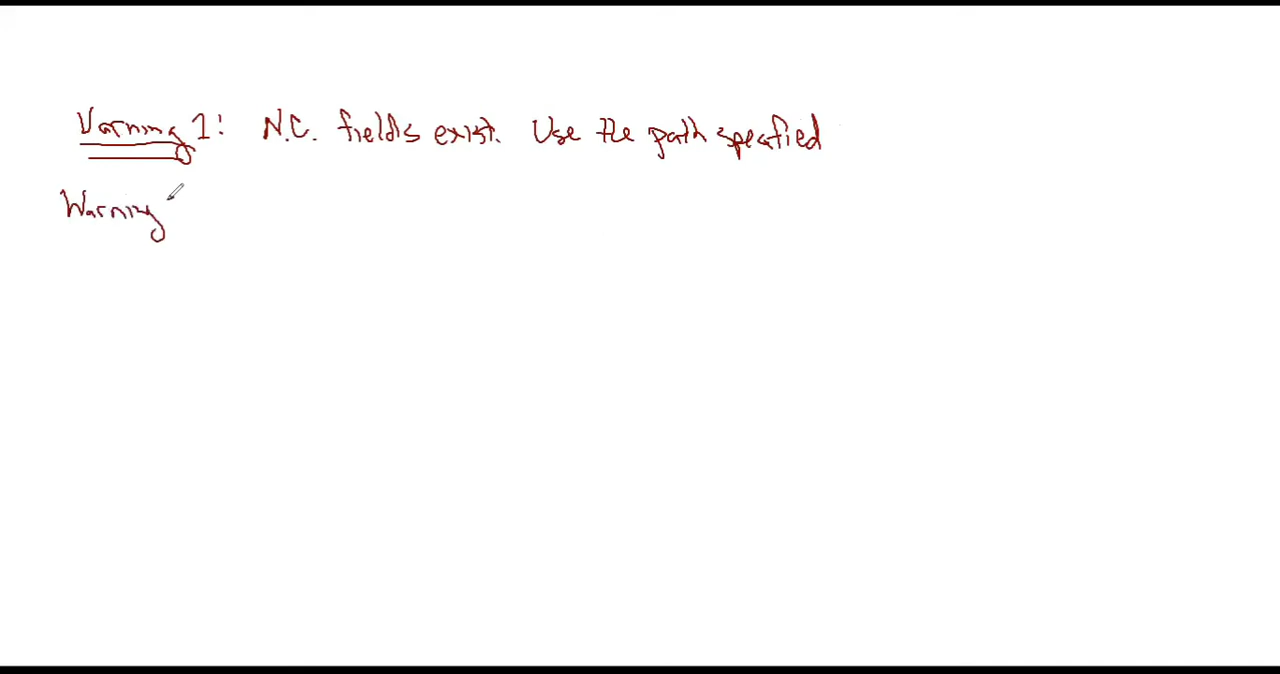 Warning 1: N.C. fields exist. Use the path specified
Warning